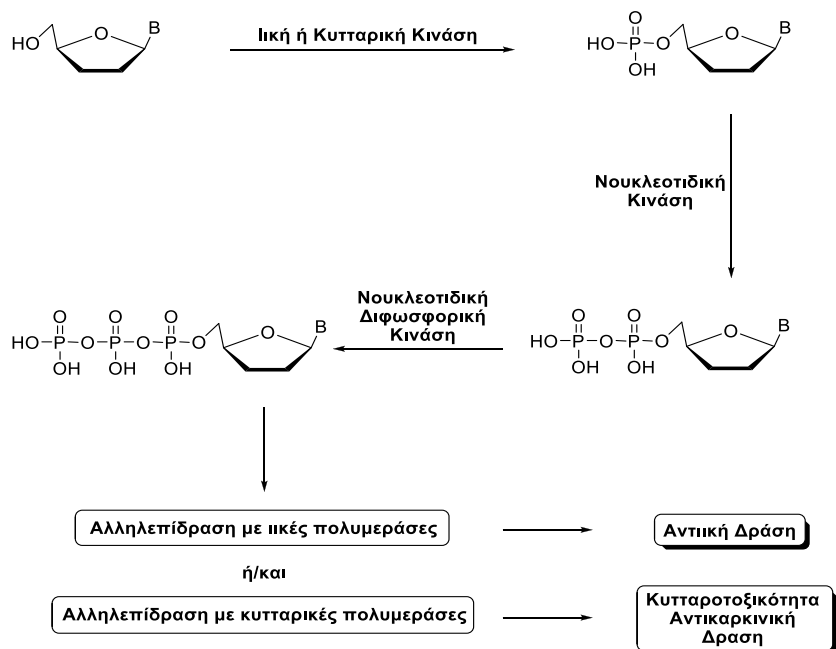 HO
O
B
Ιική ή Κυτταρική Κινάση
O
HO-P-O
OH
O
B
Νουκλεοτιδική
Κινάση
O O O
HO-P-O-P-O-P-O
OH OH OH
O
B
Νουκλεοτιδική
Διφωσφορική
Κινάση
O O
HO-P-O-P-O
OH OH
O
B
Αλληλεπίδραση με ιικές πολυμεράσες
Αντιική Δράση
ή/και
Αλληλεπίδραση με κυτταρικές πολυμεράσες
Κυτταροτοξικότητα
Αντικαρκινική
Δραση